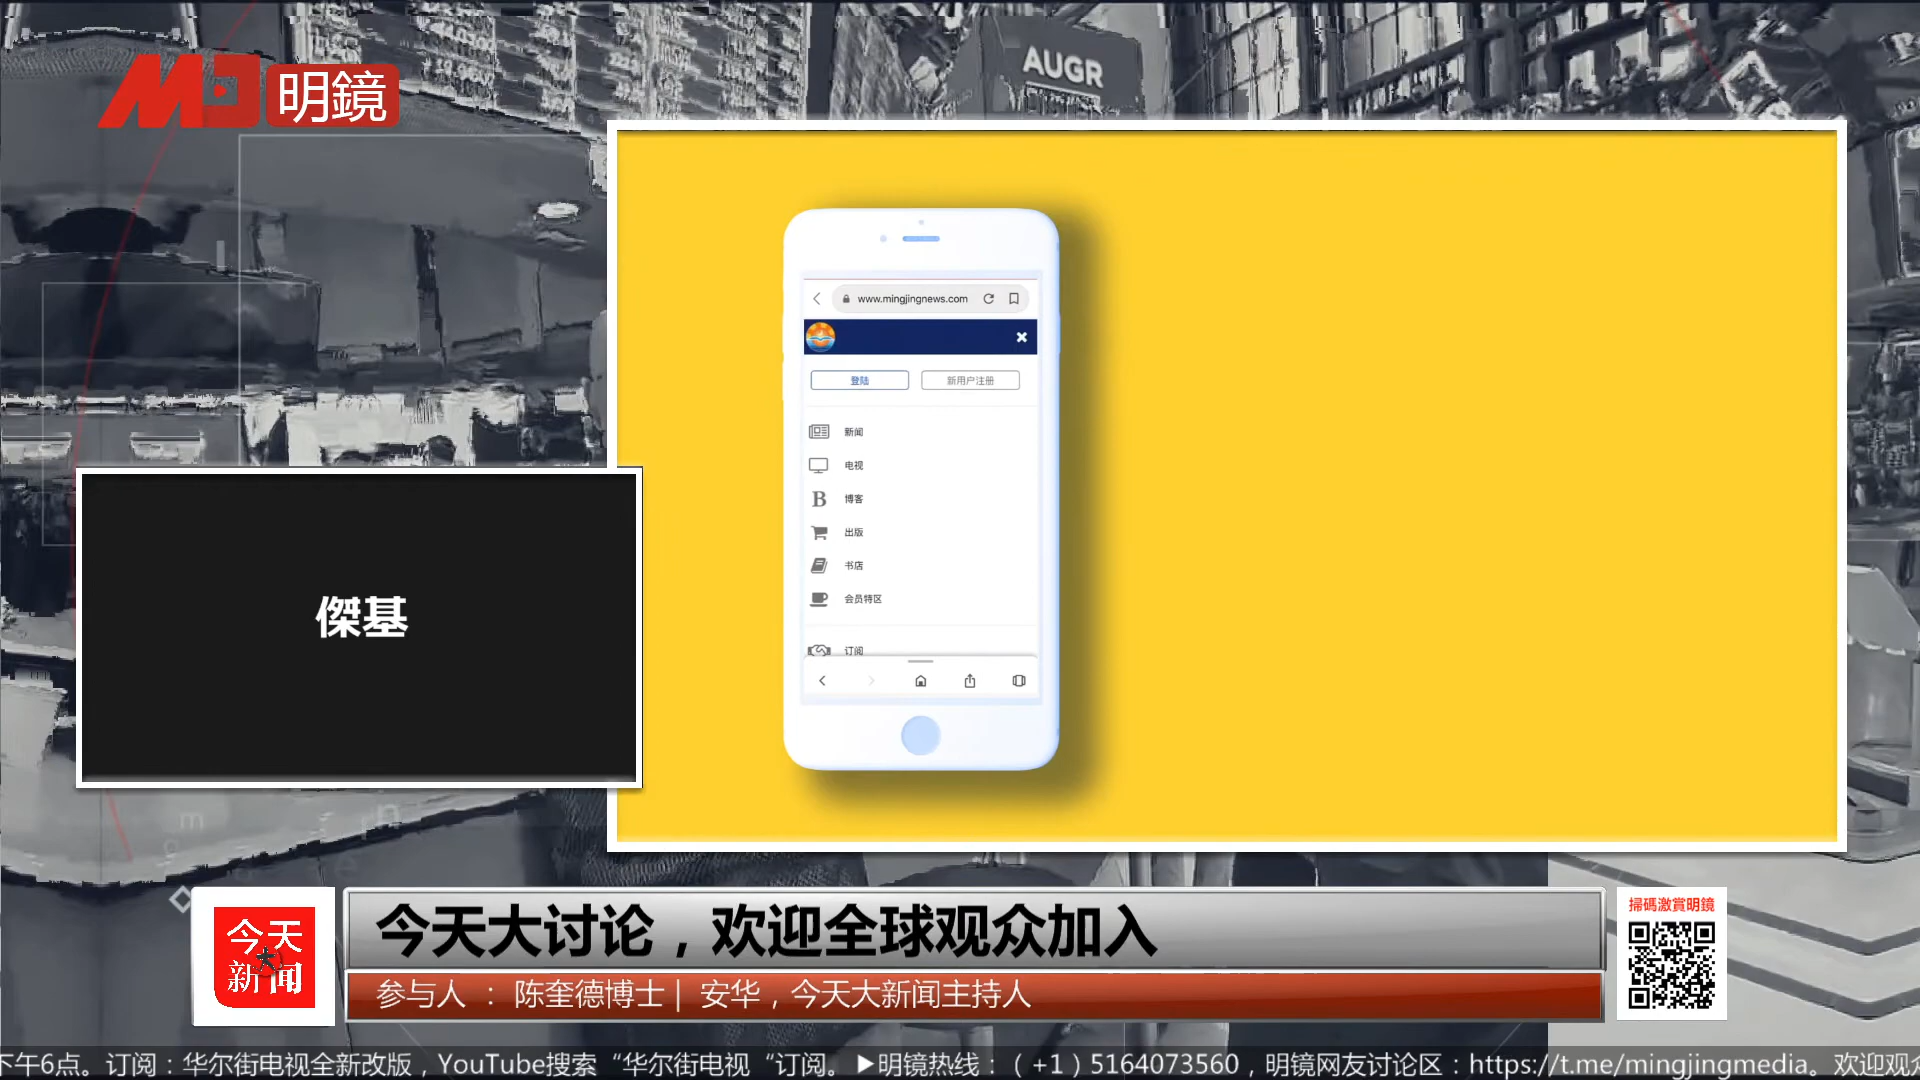 AUGR
明鏡
www.mingjingnews.com
登陆 新用户注册
新闻
电视
B 博客
出版
书店
会员特区
订阅
傑基
今天大新闻
今天大讨论，欢迎全球观众加入
参与人 ： 陈奎德博士｜ 安华，今天大新闻主持人
掃碼激賞明鏡
下午6点。订阅：华尔街电视全新改版，YouTube搜索“华尔街电视“订阅。▶明镜热线：（+1）5164073560，明镜网友讨论区：https://t.me/mingjingmedia。欢迎观众